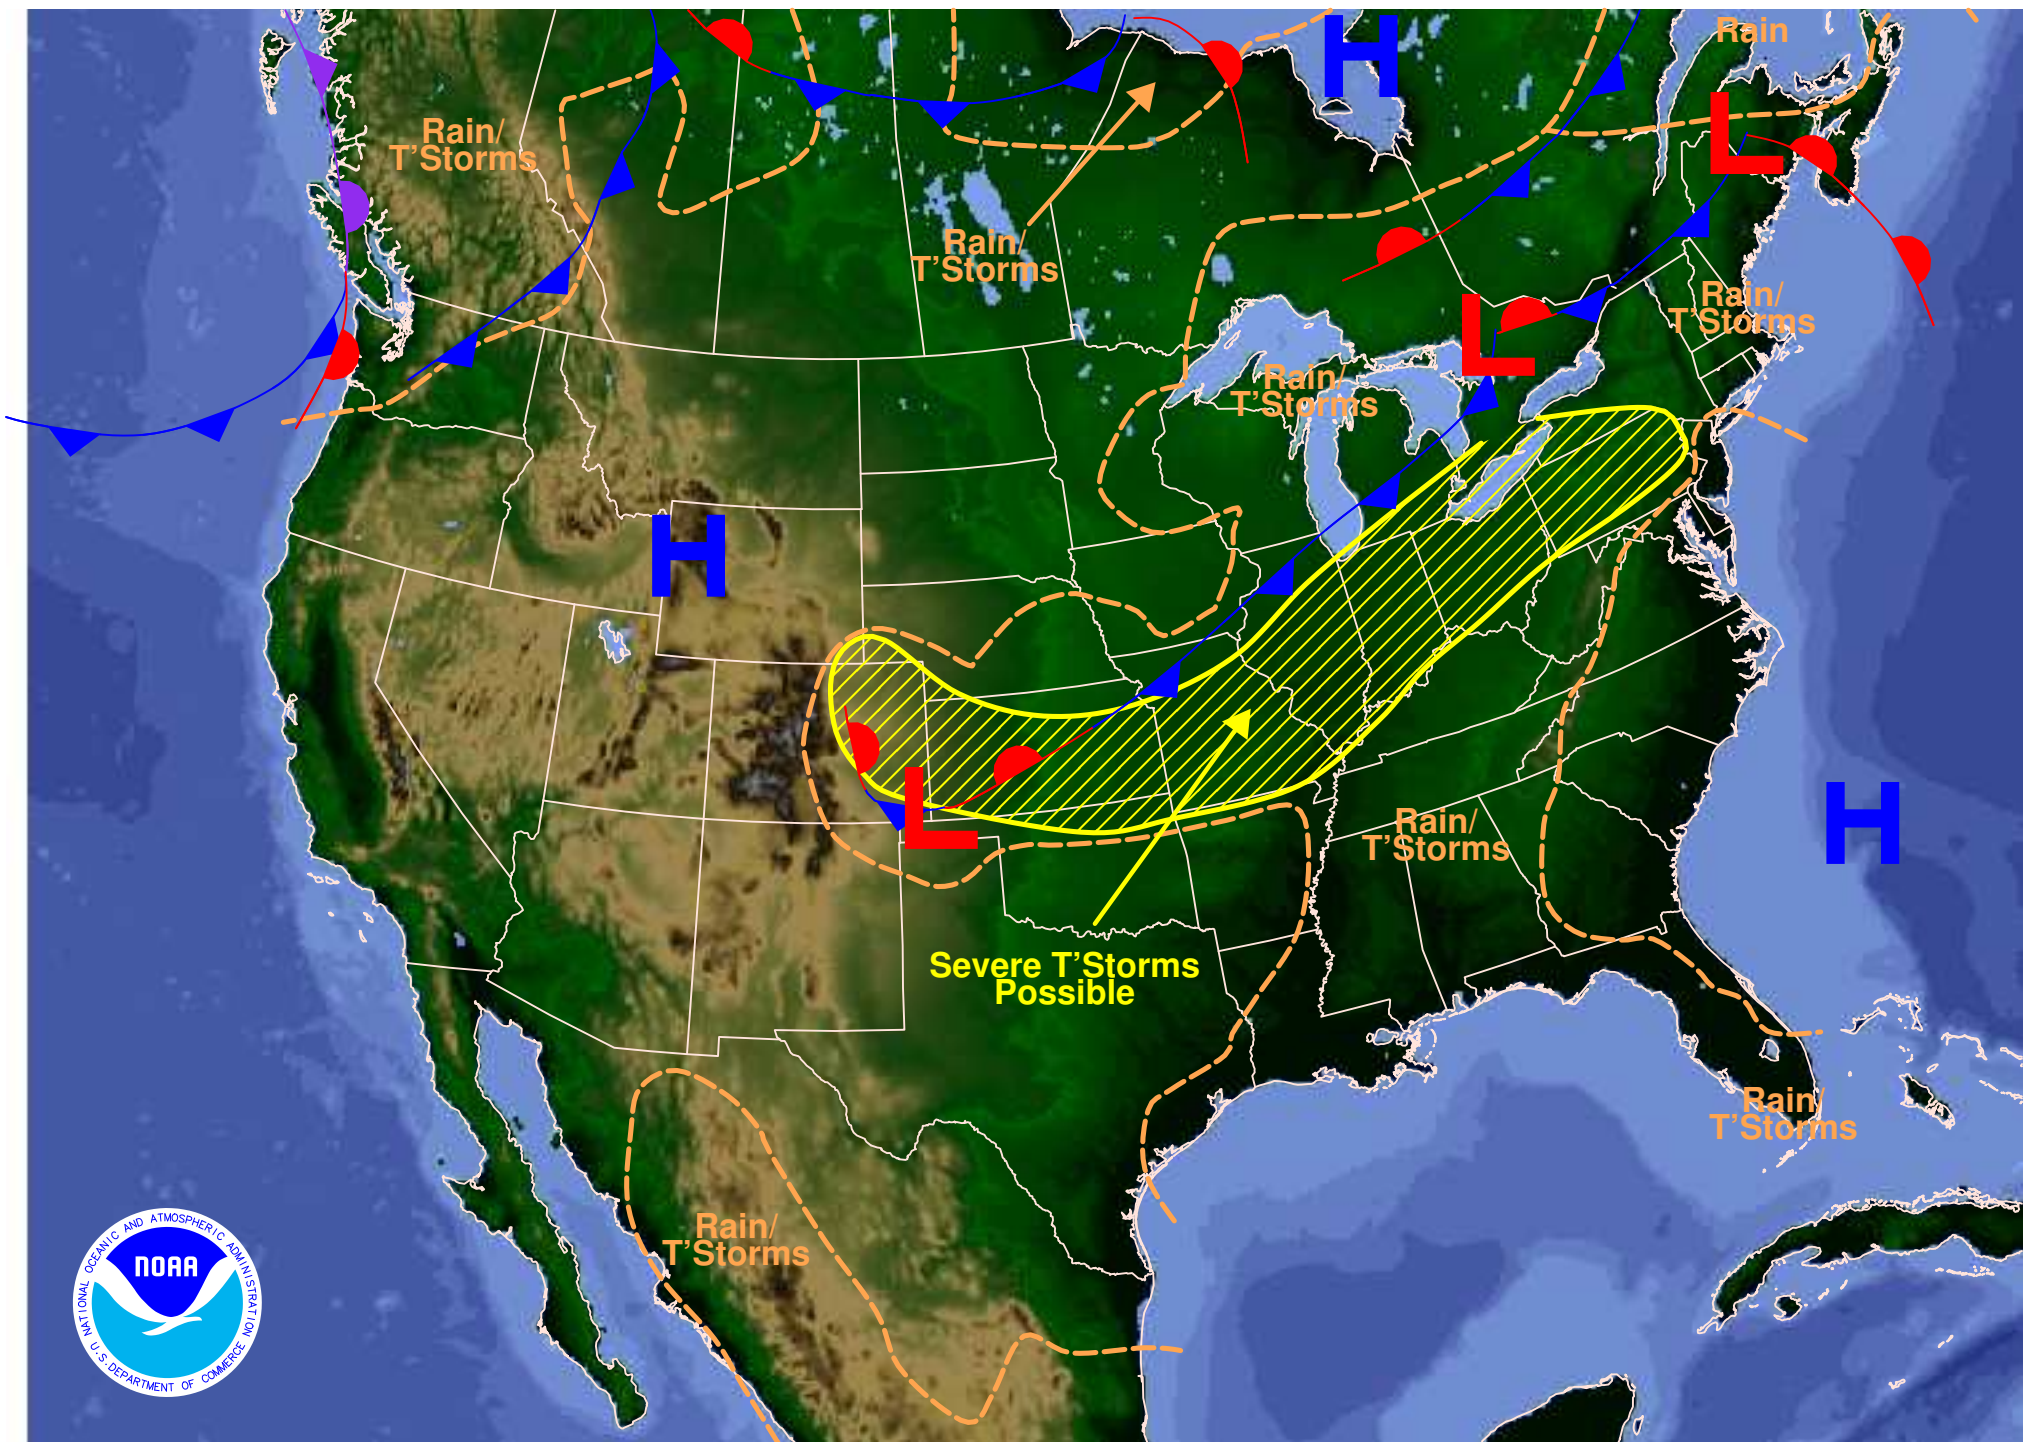 H
Rain
L
Rain/
T'Storms
Rain/
T'Storms
Rain/
T'Storms
L
Rain/
T'Storms
H
L
H
Rain/
T'Storms
Severe T'Storms
Possible
Rain/
T'Storms
Rain/
T'Storms
NATIONAL OCEANIC AND ATMOSPHERIC ADMINISTRATION
NOAA
U.S. DEPARTMENT OF COMMERCE